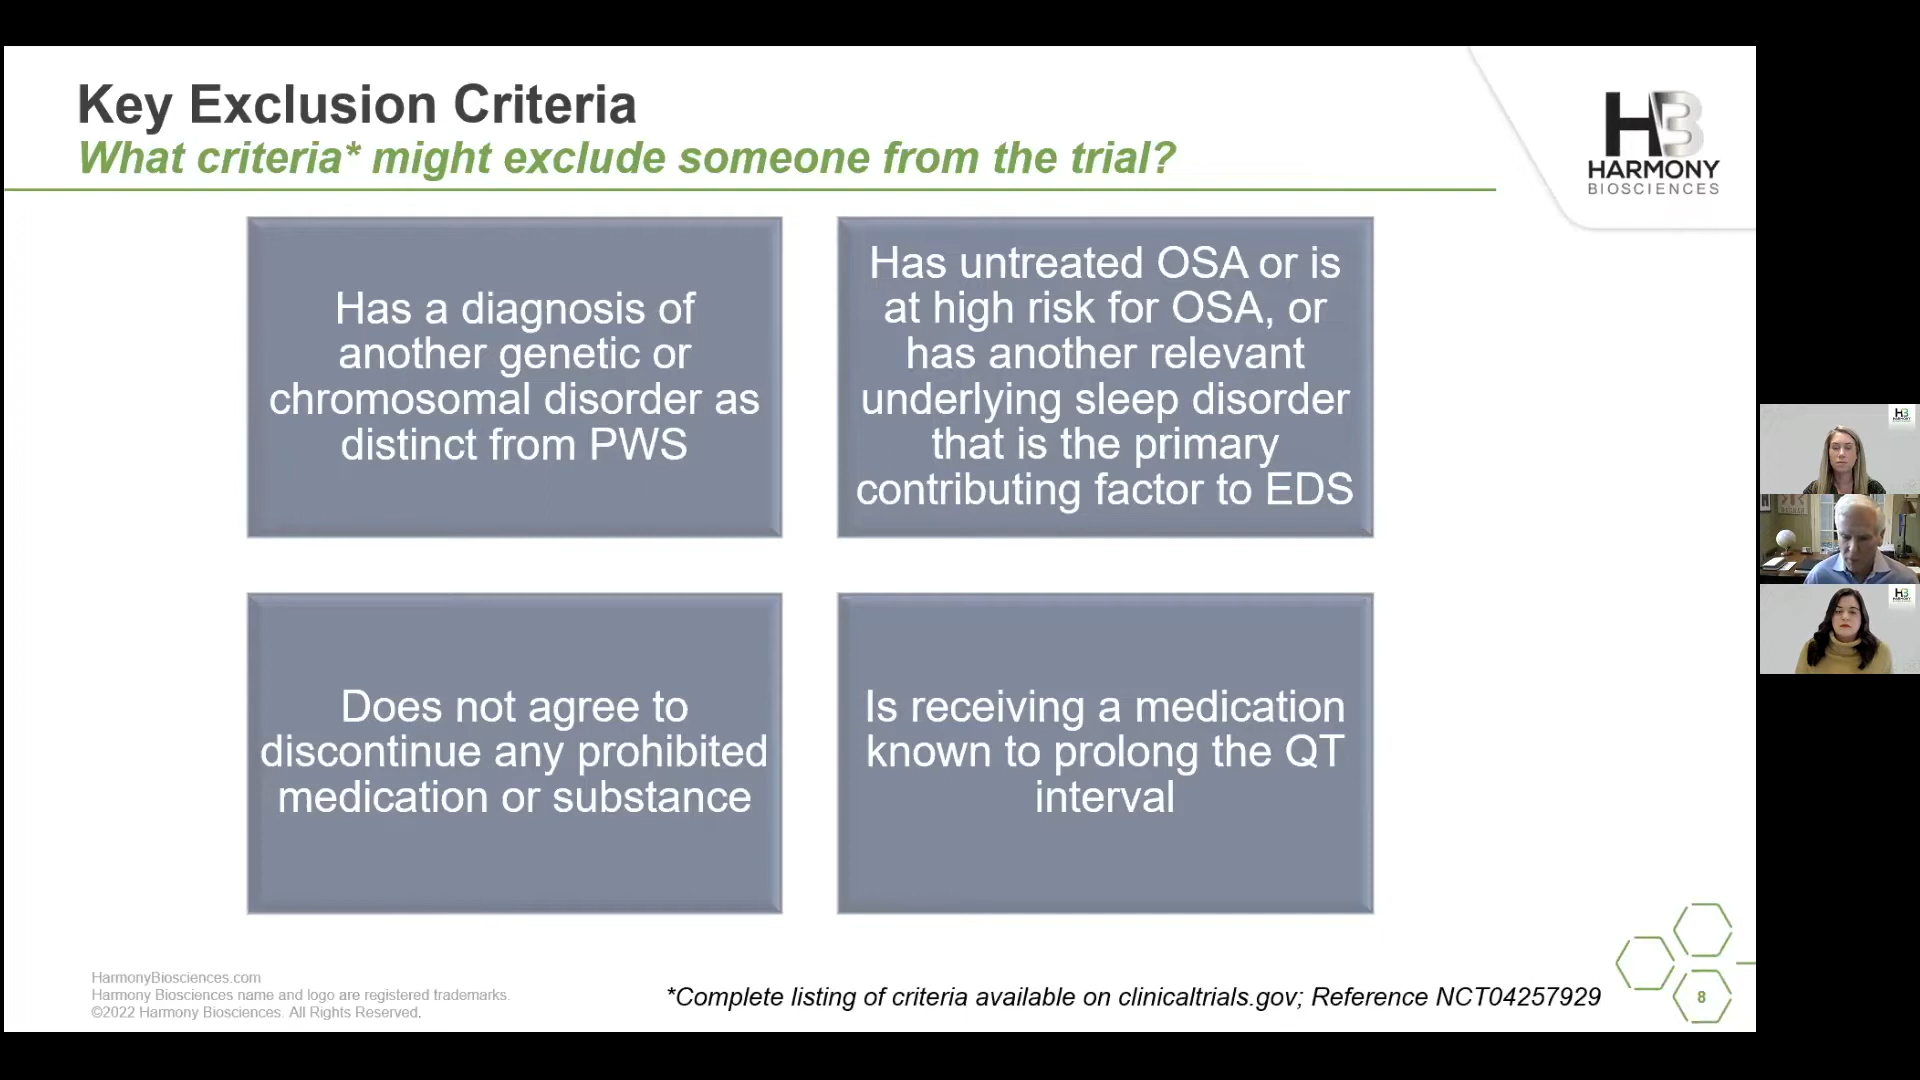 Key Exclusion Criteria
What criteria* might exclude someone from the trial?
HB
HARMONY
BIOSCIENCES
Has a diagnosis of
another genetic or
chromosomal disorder as
distinct from PWS
Has untreated OSA or is
at high risk for OSA, or
has another relevant
underlying sleep disorder
that is the primary
contributing factor to EDS
Does not agree to
discontinue any prohibited
medication or substance
Is receiving a medication
known to prolong the QT
interval
HarmonyBiosciences.com
Harmony Biosciences name and logo are registered trademarks.
©2022 Harmony Biosciences. All Rights Reserved.
*Complete listing of criteria available on clinicaltrials.gov; Reference NCT04257929
8